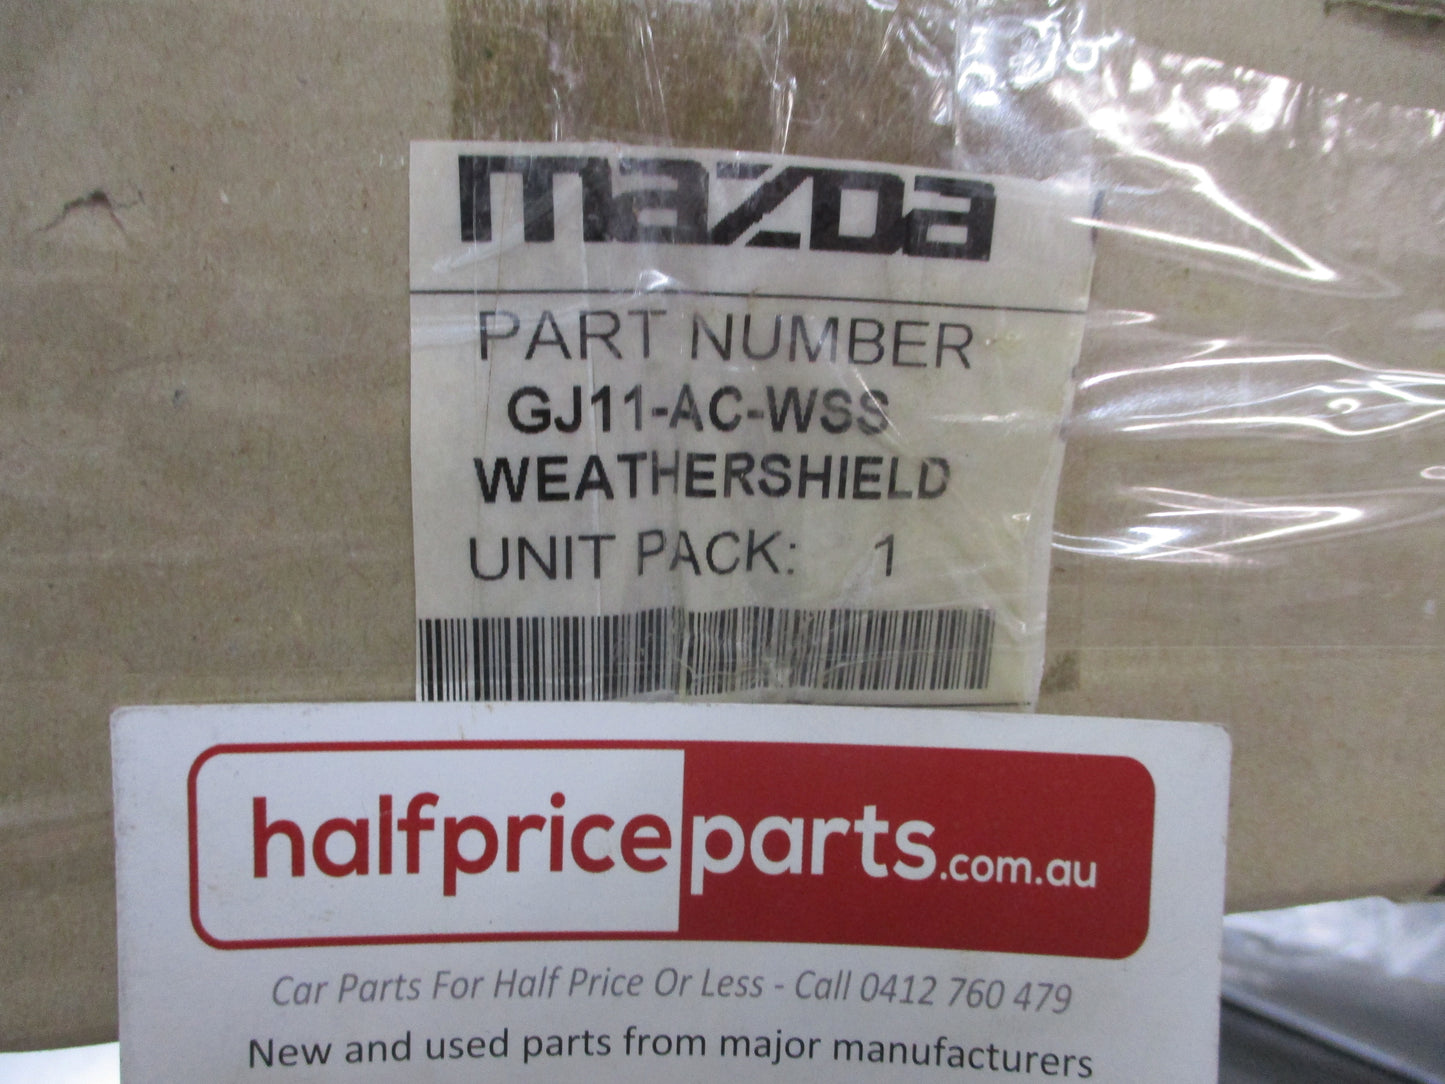 mazda
PART NUMBER
GJ11-AC-WSS
WEATHERSHIELD
UNIT PACK: 1
halfpriceparts.com.au
Car Parts For Half Price Or Less - Call 0412 760 479
New and used parts from major manufacturers